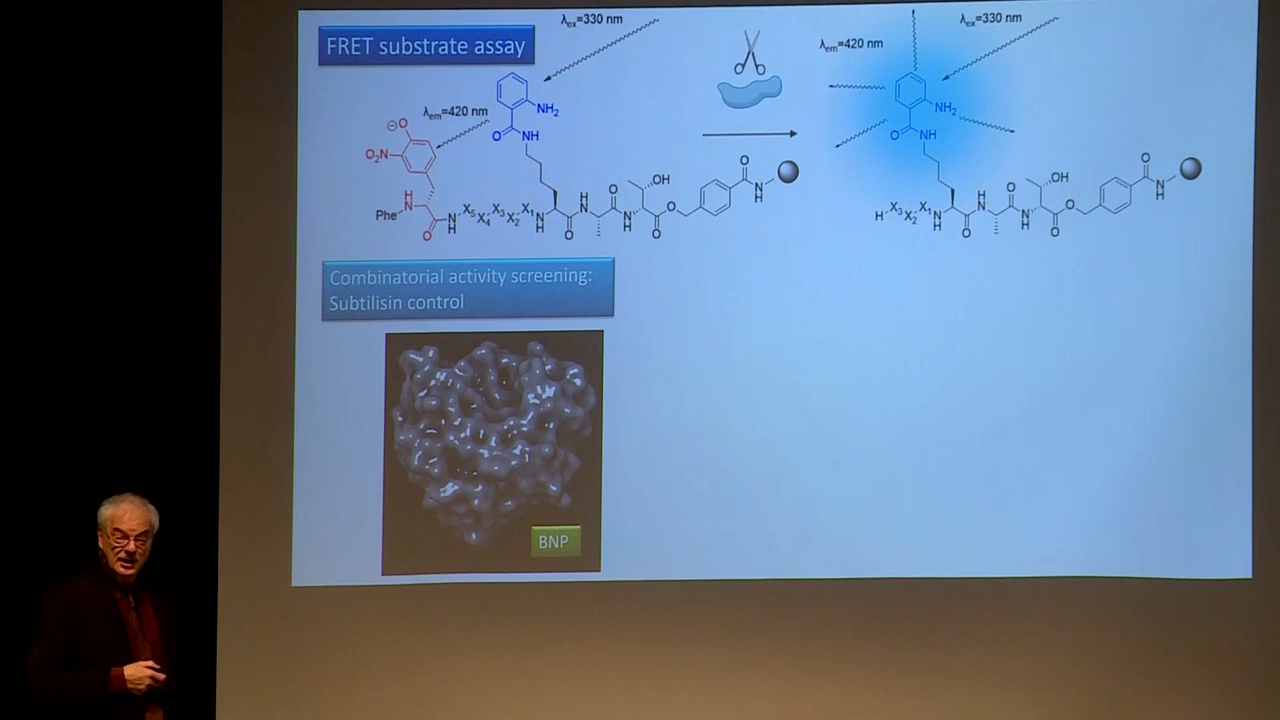 FRET substrate assay
λex=330 nm
λem=420 nm
NH2
O
NH
⊖O
O2N
H
N
Phe
O
N
H
X5 X4 X3 X2 X1
N
H
O
H
N
O
N
H
OH
O
O
O
N
H
λex=330 nm
λem=420 nm
NH2
O
NH
H X3 X2 X1
N
H
O
H
N
O
N
H
OH
O
O
O
N
H
Combinatorial activity screening:
Subtilisin control
BNP